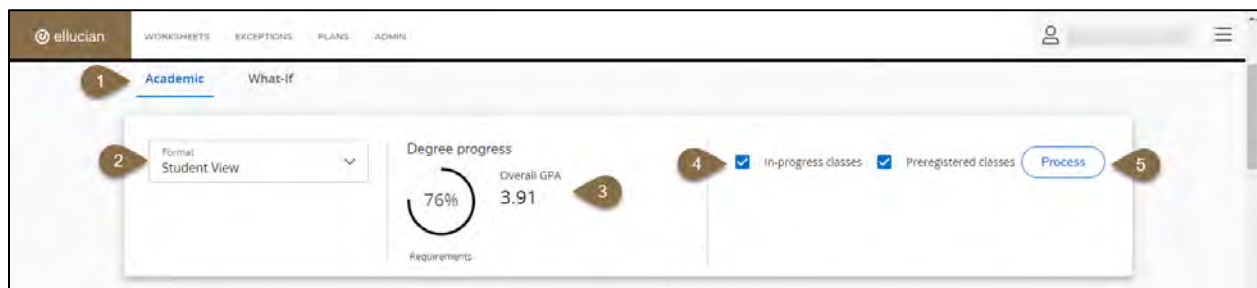 ellucian WORKSHEETS EXCEPTIONS PLANS ADMIN
1 Academic What-If
2 Format
Student View
Degree progress
76%
Overall GPA
3.91
3
Requirements
4 In-progress classes Preregistered classes Process 5